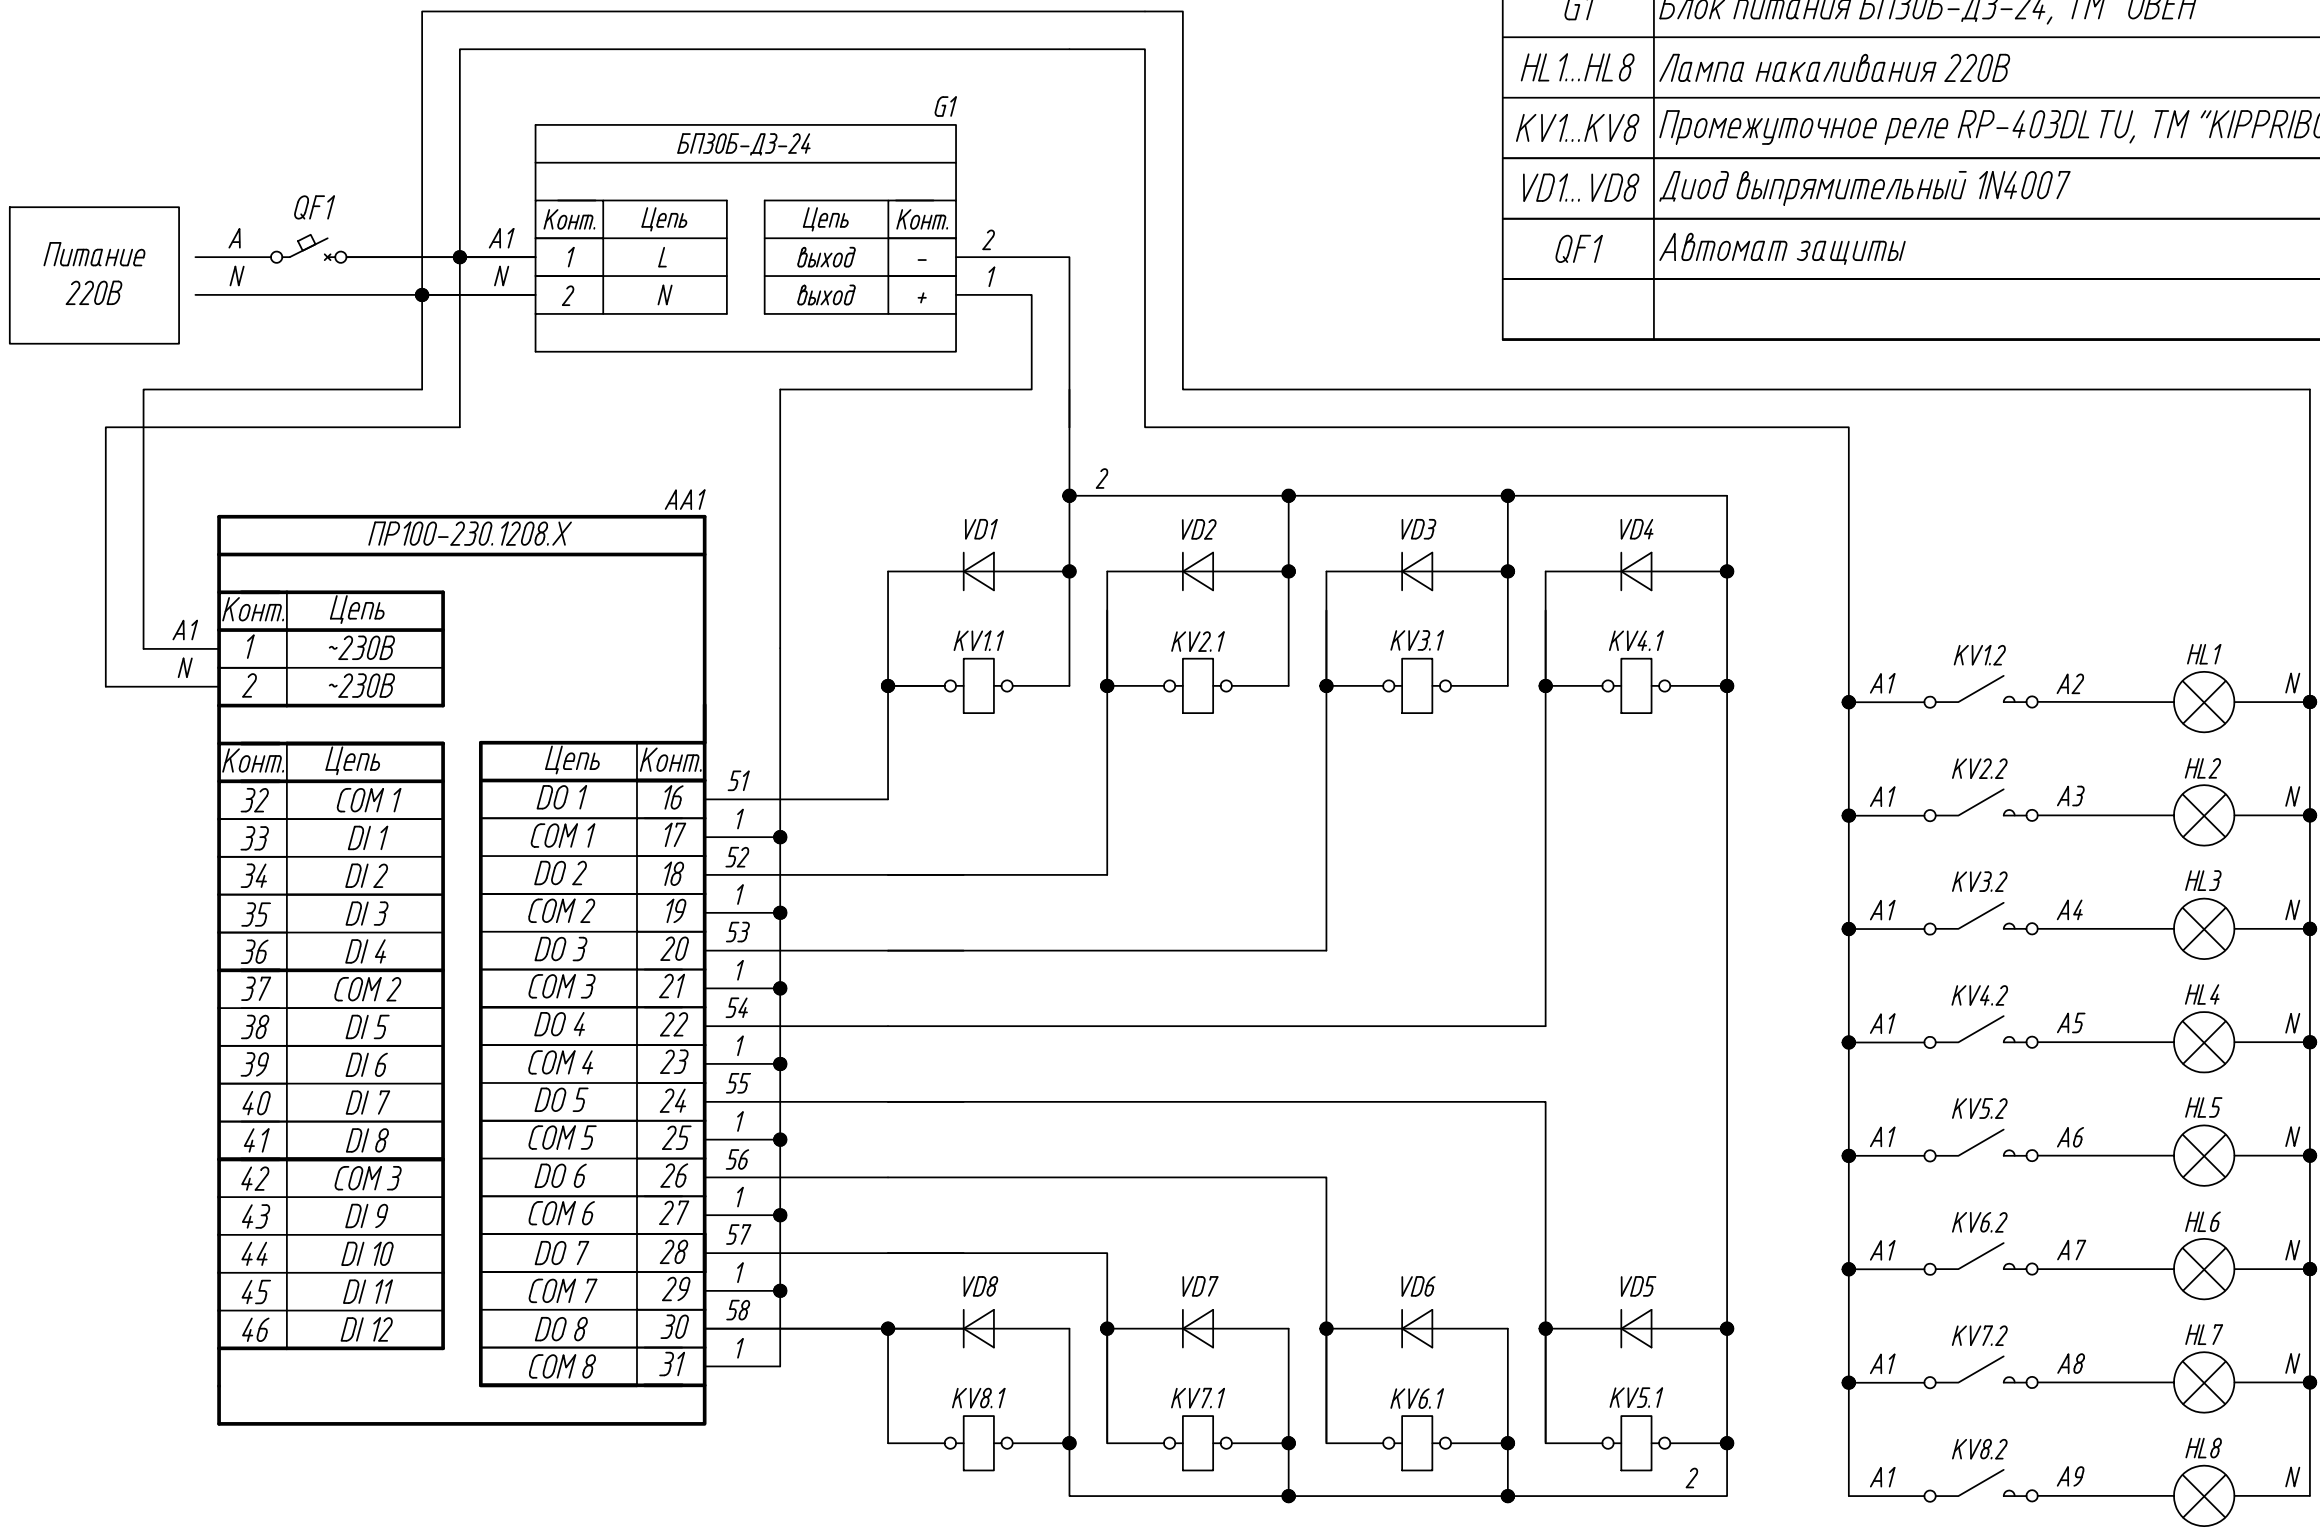 G1 Блок питания БП30Б-Д3-24, ТМ "ОВЕН
HL1...HL8 Лампа накаливания 220В
KV1...KV8 Промежуточное реле RP-403DLTU, ТМ "KIPPRIBO
VD1...VD8 Диод выпрямительный 1N4007
QF1 Автомат защиты
Питание
220В
A
N
QF1
A1
N
G1
БП30Б-Д3-24
Конт. Цепь
1 L
2 N
Цепь Конт.
выход -
выход +
2
1
2
AA1
ПР100-230.1208.Х
A1
N
Конт. Цепь
1 ~230В
2 ~230В
Конт. Цепь
32 COM 1
33 DI 1
34 DI 2
35 DI 3
36 DI 4
37 COM 2
38 DI 5
39 DI 6
40 DI 7
41 DI 8
42 COM 3
43 DI 9
44 DI 10
45 DI 11
46 DI 12
Цепь Конт.
DO 1 16 51
COM 1 17 1
DO 2 18 52
COM 2 19 1
DO 3 20 53
COM 3 21 1
DO 4 22 54
COM 4 23 1
DO 5 24 55
COM 5 25 1
DO 6 26 56
COM 6 27 1
DO 7 28 57
COM 7 29 1
DO 8 30 58
COM 8 31 1
VD1 VD2 VD3 VD4
KV1.1 KV2.1 KV3.1 KV4.1
VD8 VD7 VD6 VD5
KV8.1 KV7.1 KV6.1 KV5.1
2
KV1.2 HL1
A1 A2 N
KV2.2 HL2
A1 A3 N
KV3.2 HL3
A1 A4 N
KV4.2 HL4
A1 A5 N
KV5.2 HL5
A1 A6 N
KV6.2 HL6
A1 A7 N
KV7.2 HL7
A1 A8 N
KV8.2 HL8
A1 A9 N